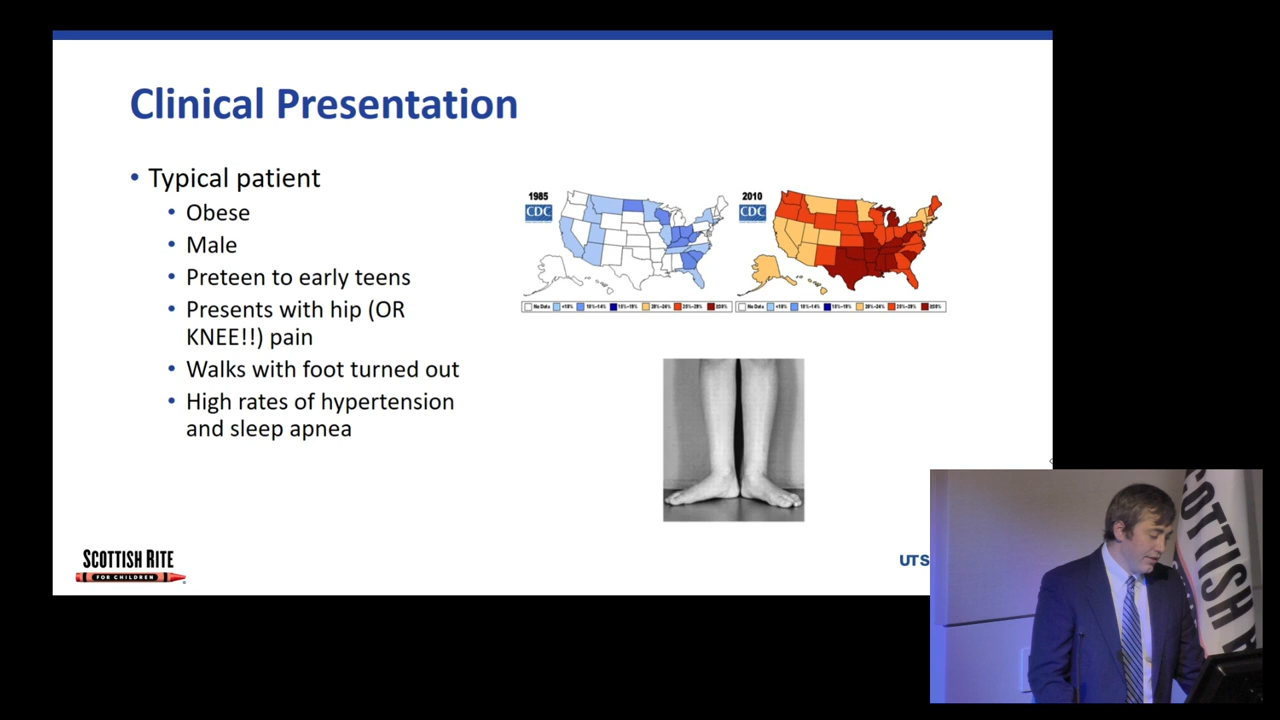 Clinical Presentation
• Typical patient
• Obese
• Male
• Preteen to early teens
• Presents with hip (OR
KNEE!!) pain
• Walks with foot turned out
• High rates of hypertension
and sleep apnea
1985
CDC
2010
CDC
No Data <10% 10%–14% 15%–19% 20%–24% 25%–29% ≥30%
No Data <10% 10%–14% 15%–19% 20%–24% 25%–29% ≥30%
SCOTTISH RITE
FOR CHILDREN
UTS